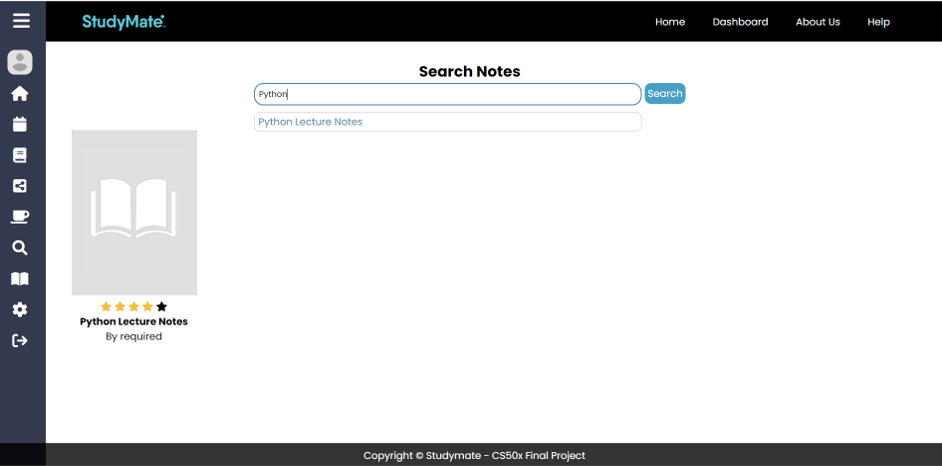 StudyMate
Home Dashboard About Us Help
Search Notes
Python
Search
Python Lecture Notes
Python Lecture Notes
By required
Copyright © Studymate - CS50x Final Project